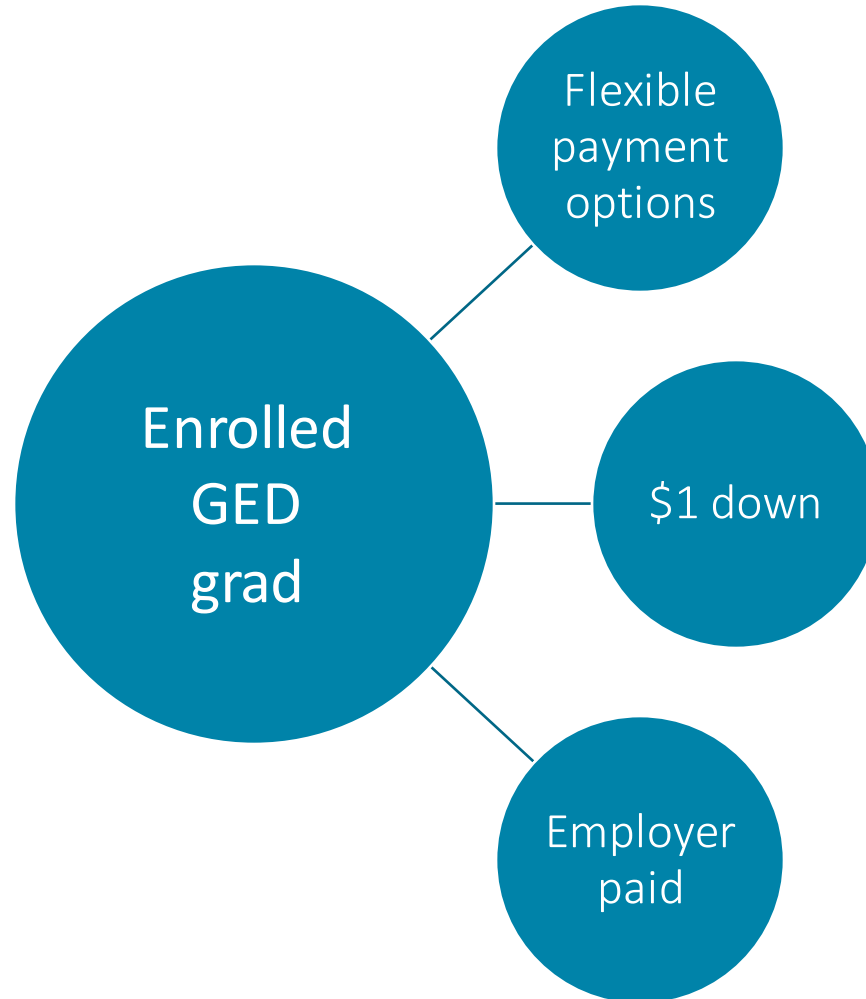 Flexible
payment
options
Enrolled
GED
grad
$1 down
Employer
paid